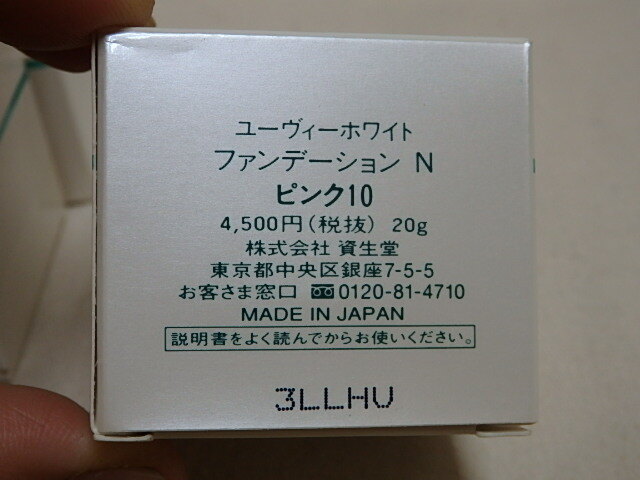 ユーヴィーホワイト
ファンデーション N
ピンク10
4,500円(税抜) 20g
株式会社 資生堂
東京都中央区銀座7-5-5
お客さま窓口 0120-81-4710
MADE IN JAPAN
説明書をよく読んでからお使いください。
3LLHV